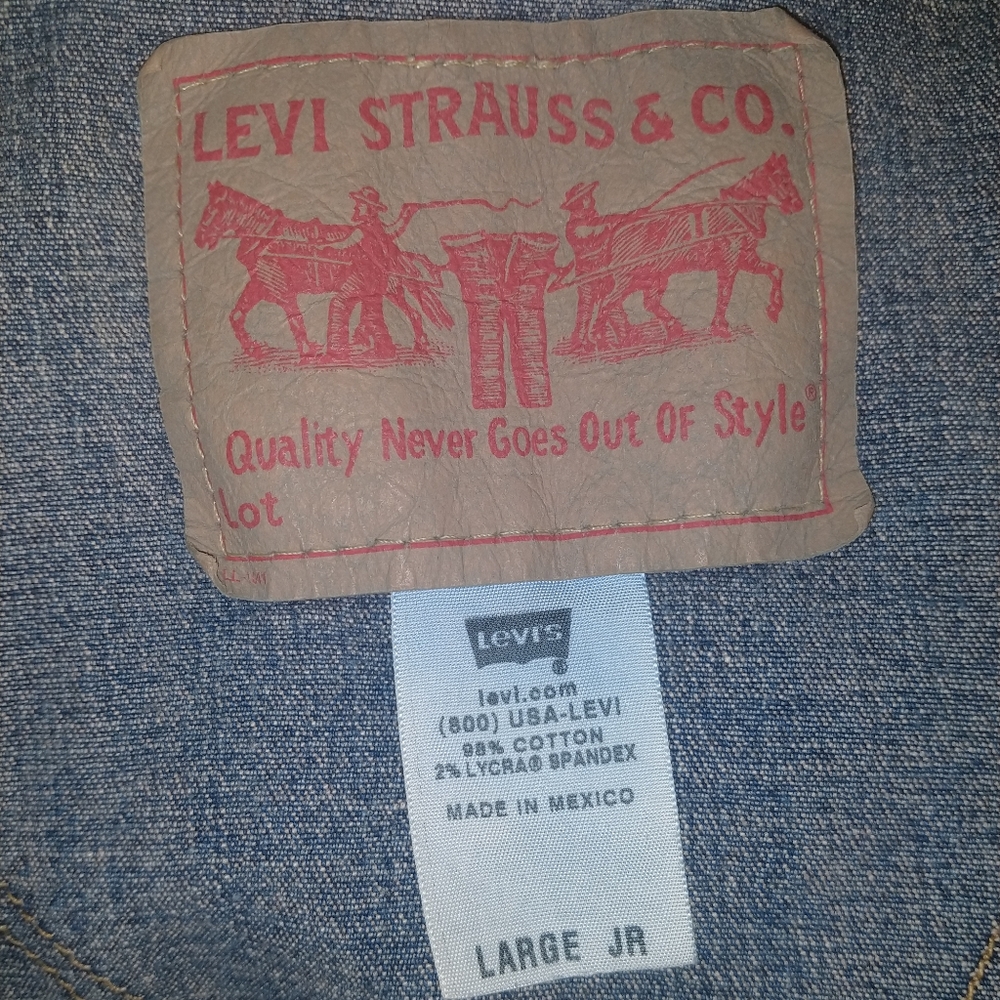 LEVI STRAUSS & CO.
Quality Never Goes Out Of Style®
Lot
LEVI'S
®
levi.com
(800) USA-LEVI
98% COTTON
2% LYCRA® SPANDEX
MADE IN MEXICO
LARGE JR